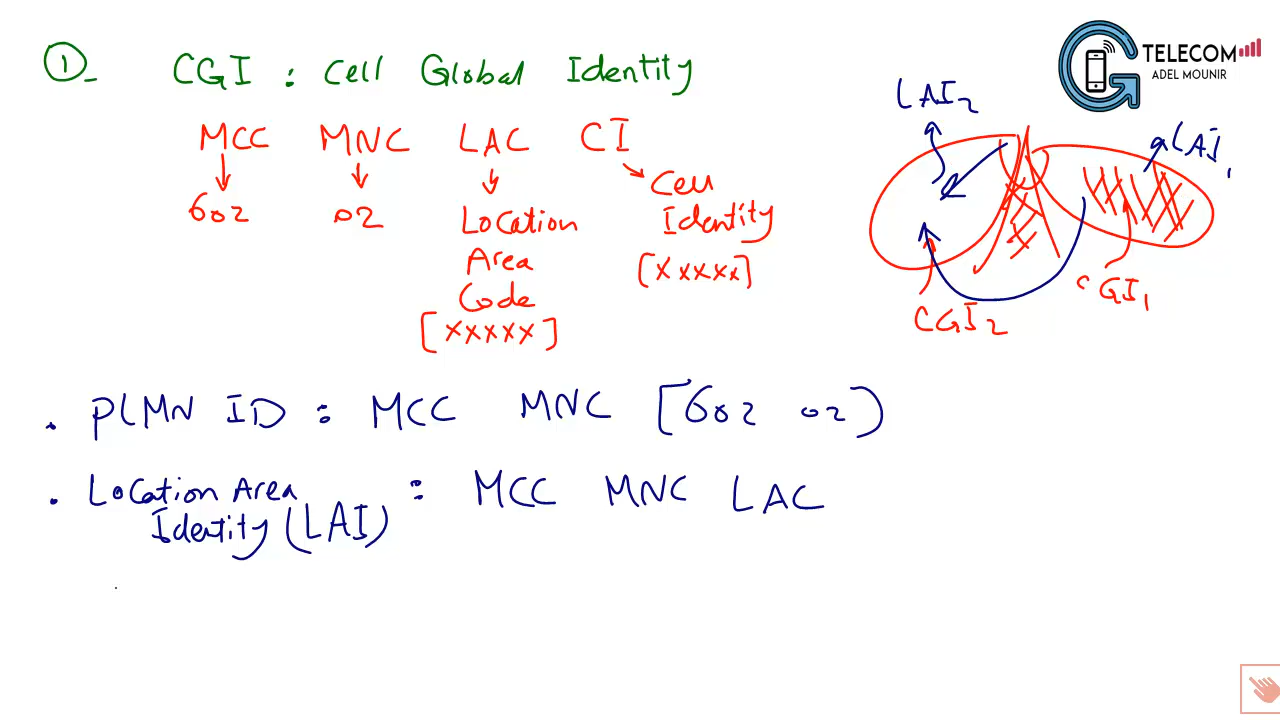 1. CGI : Cell Global Identity
MCC MNC LAC CI
602 02 Location Area Code [XXXXX] Cell Identity [XXXXX]
. PLMN ID : MCC MNC [602 02)
. Location Area Identity (LAI) : MCC MNC LAC
TELECOM
ADEL MOUNIR
LAI2
LAI1
CGI1
CGI2